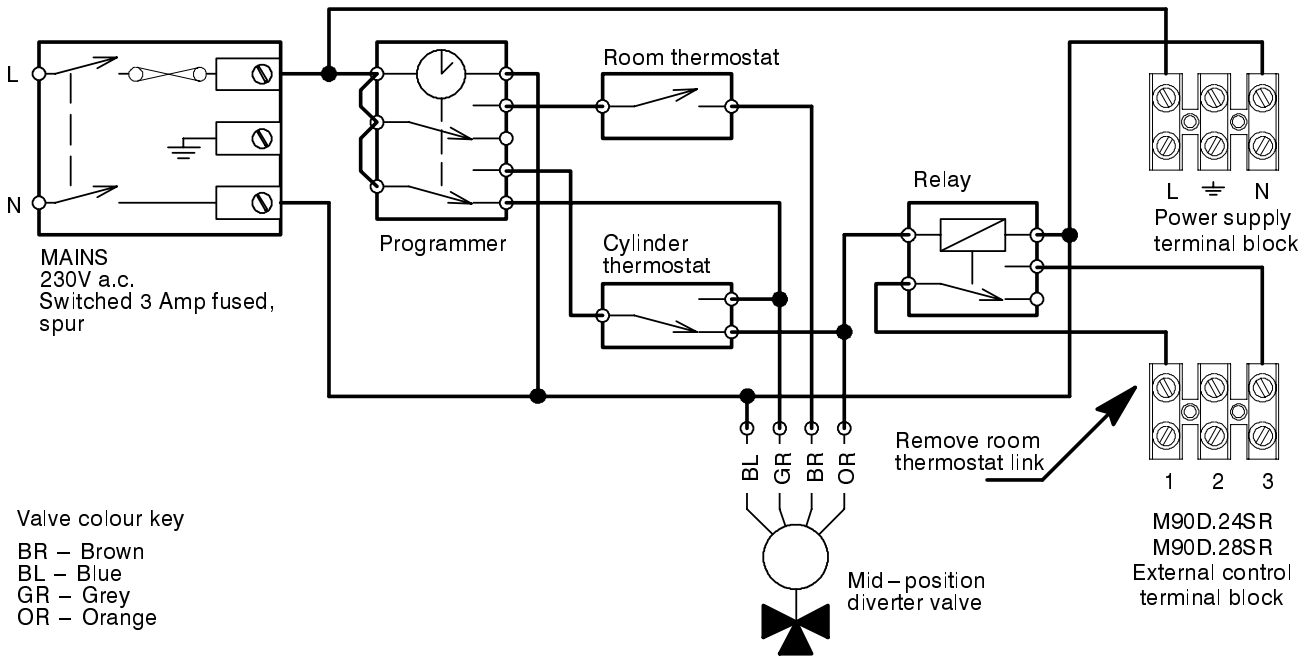 L
N
MAINS
230V a.c.
Switched 3 Amp fused,
spur
Programmer
Room thermostat
Cylinder
thermostat
Relay
L
N
Power supply
terminal block
Remove room
thermostat link
1 2 3
M90D.24SR
M90D.28SR
External control
terminal block
BL
GR
BR
OR
Mid-position
diverter valve
Valve colour key
BR – Brown
BL – Blue
GR – Grey
OR – Orange